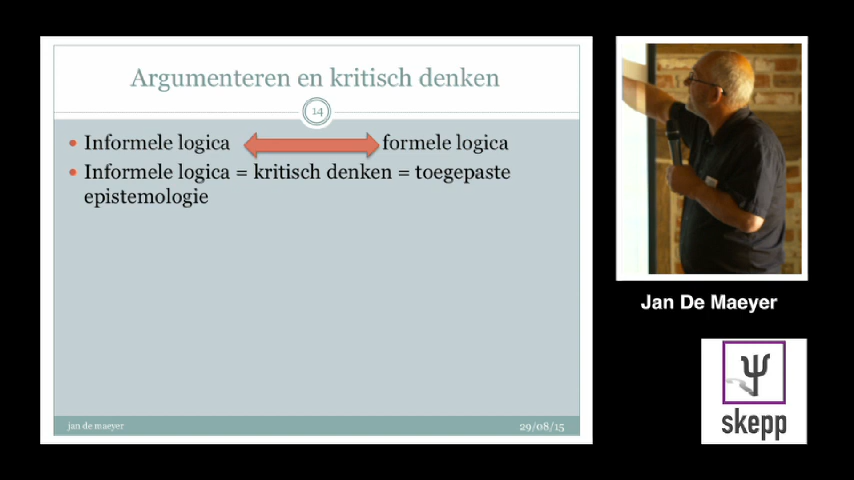 Argumenteren en kritisch denken
14
Informele logica formele logica
Informele logica = kritisch denken = toegepaste
epistemologie
jan de maeyer
29/08/15
Jan De Maeyer
skepp